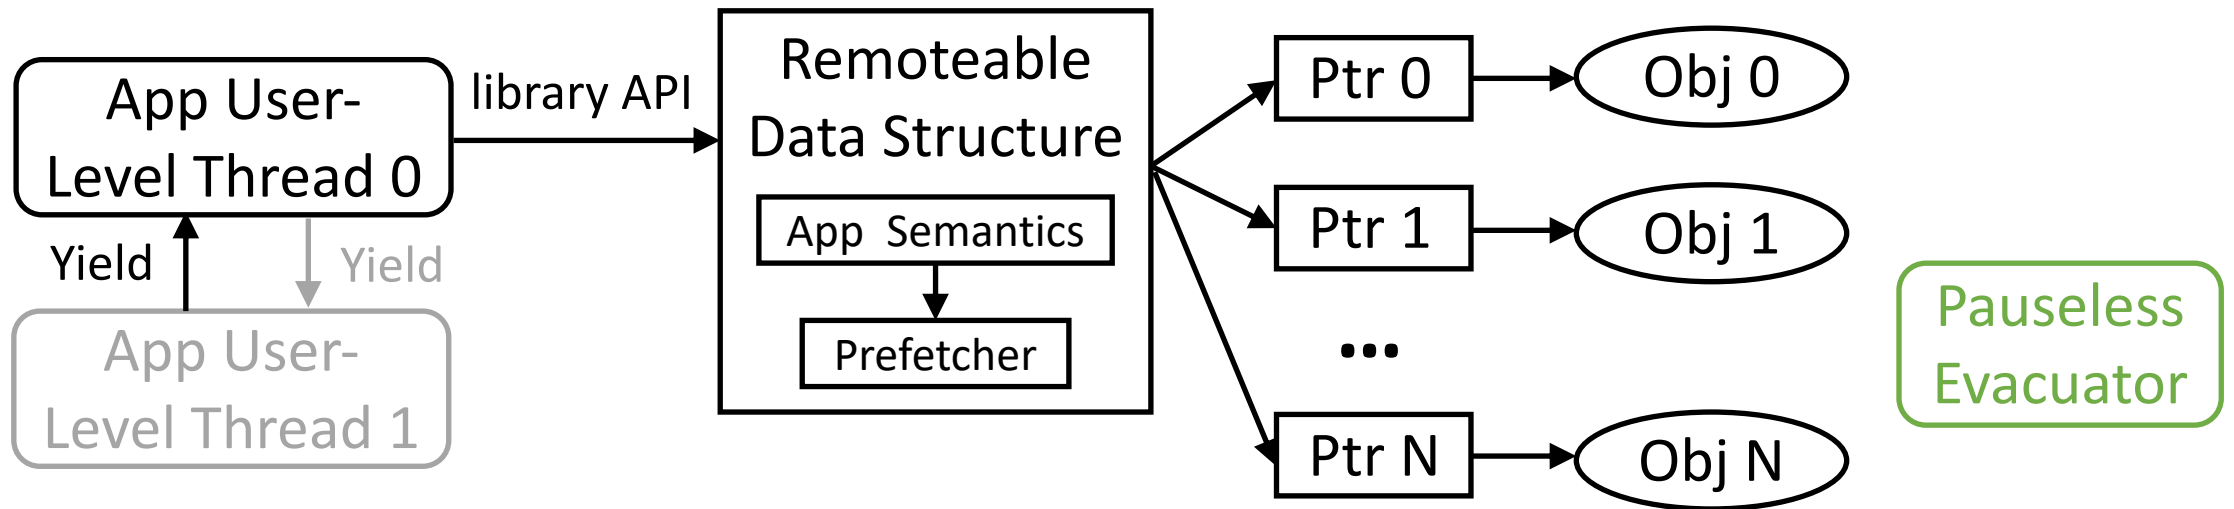 App User-
Level Thread 0
library API
Yield
Yield
App User-
Level Thread 1
Remoteable
Data Structure
App Semantics
Prefetcher
Ptr 0
Obj 0
Ptr 1
Obj 1
...
Ptr N
Obj N
Pauseless
Evacuator